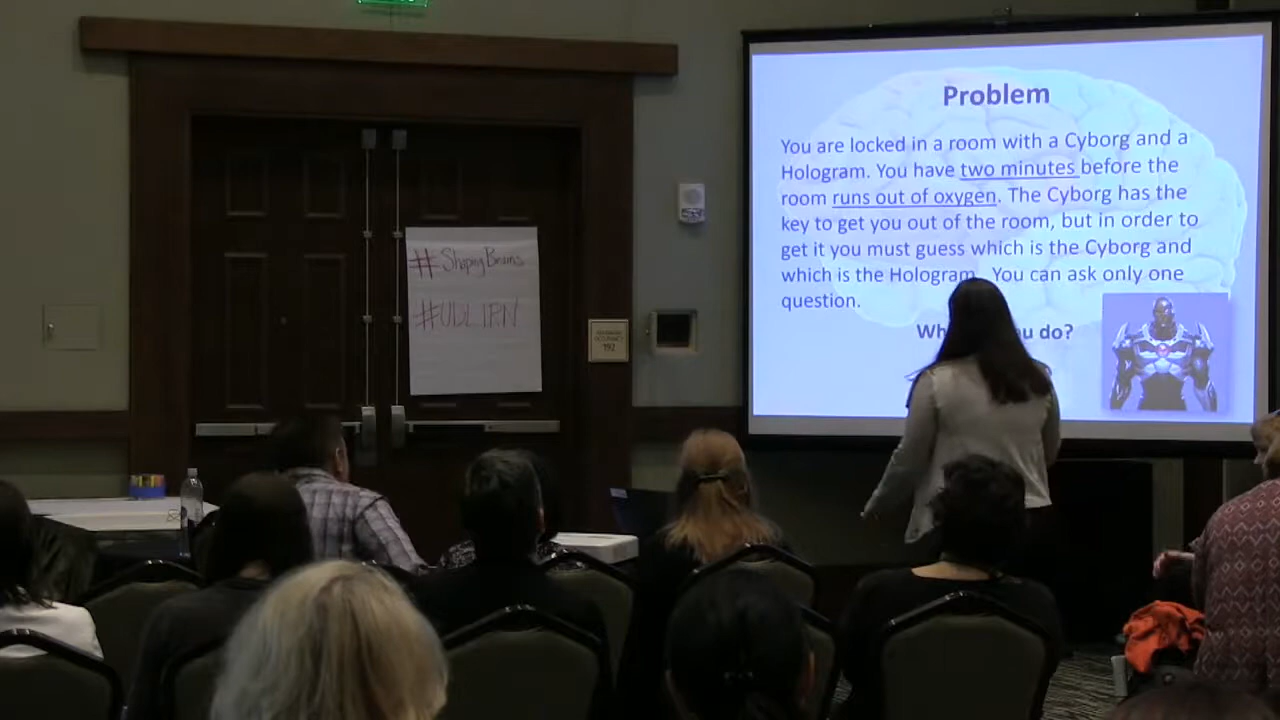 #ShapingBrains
#UDLIRN
MAXIMUM
OCCUPANCY
192
Problem
You are locked in a room with a Cyborg and a
Hologram. You have two minutes before the
room runs out of oxygen. The Cyborg has the
key to get you out of the room, but in order to
get it you must guess which is the Cyborg and
which is the Hologram. You can ask only one
question.
do?